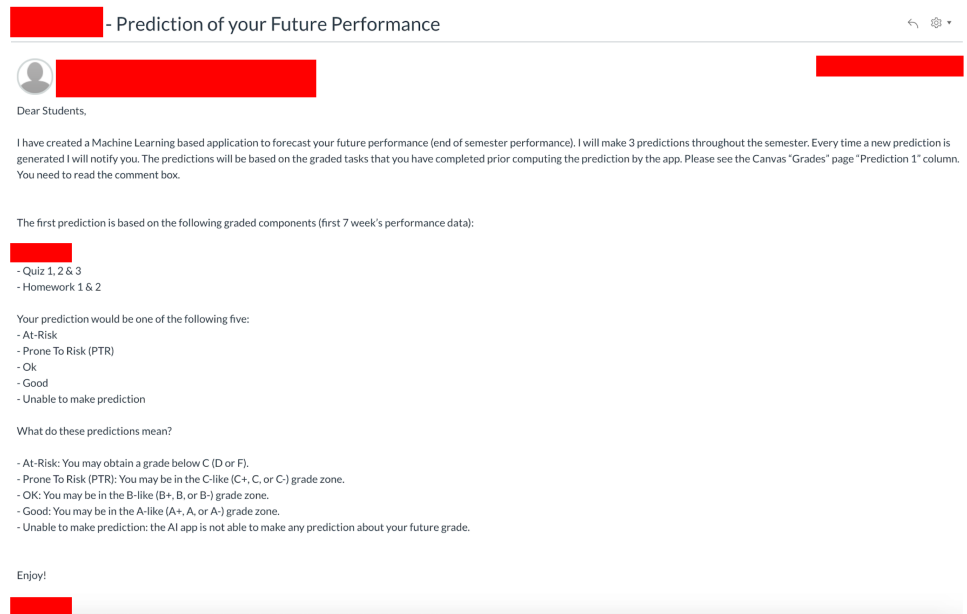 - Prediction of your Future Performance
Dear Students,
I have created a Machine Learning based application to forecast your future performance (end of semester performance). I will make 3 predictions throughout the semester. Every time a new prediction is
generated I will notify you. The predictions will be based on the graded tasks that you have completed prior computing the prediction by the app. Please see the Canvas "Grades" page "Prediction 1" column.
You need to read the comment box.
The first prediction is based on the following graded components (first 7 week's performance data):
- Quiz 1, 2 & 3
- Homework 1 & 2
Your prediction would be one of the following five:
- At-Risk
- Prone To Risk (PTR)
- Ok
- Good
- Unable to make prediction
What do these predictions mean?
- At-Risk: You may obtain a grade below C (D or F).
- Prone To Risk (PTR): You may be in the C-like (C+, C, or C-) grade zone.
- OK: You may be in the B-like (B+, B, or B-) grade zone.
- Good: You may be in the A-like (A+, A, or A-) grade zone.
- Unable to make prediction: the AI app is not able to make any prediction about your future grade.
Enjoy!